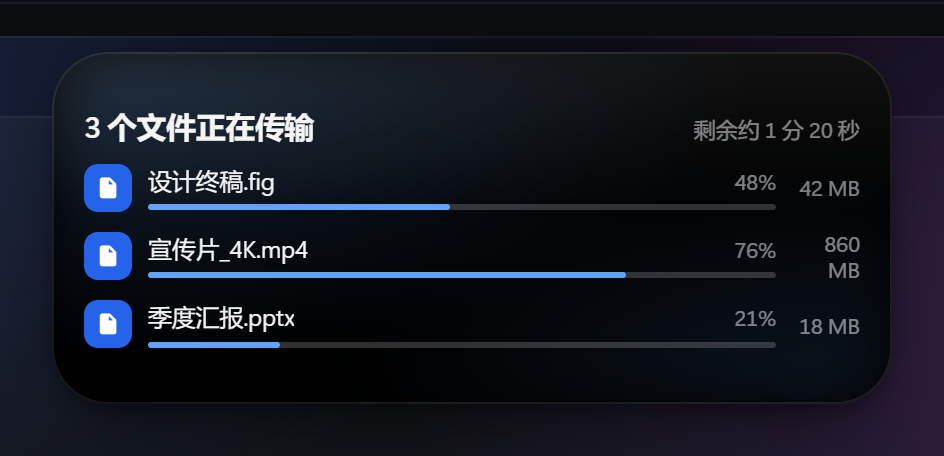 3 个文件正在传输
剩余约 1 分 20 秒
设计终稿.fig
48%
42 MB
宣传片_4K.mp4
76%
860
MB
季度汇报.pptx
21%
18 MB